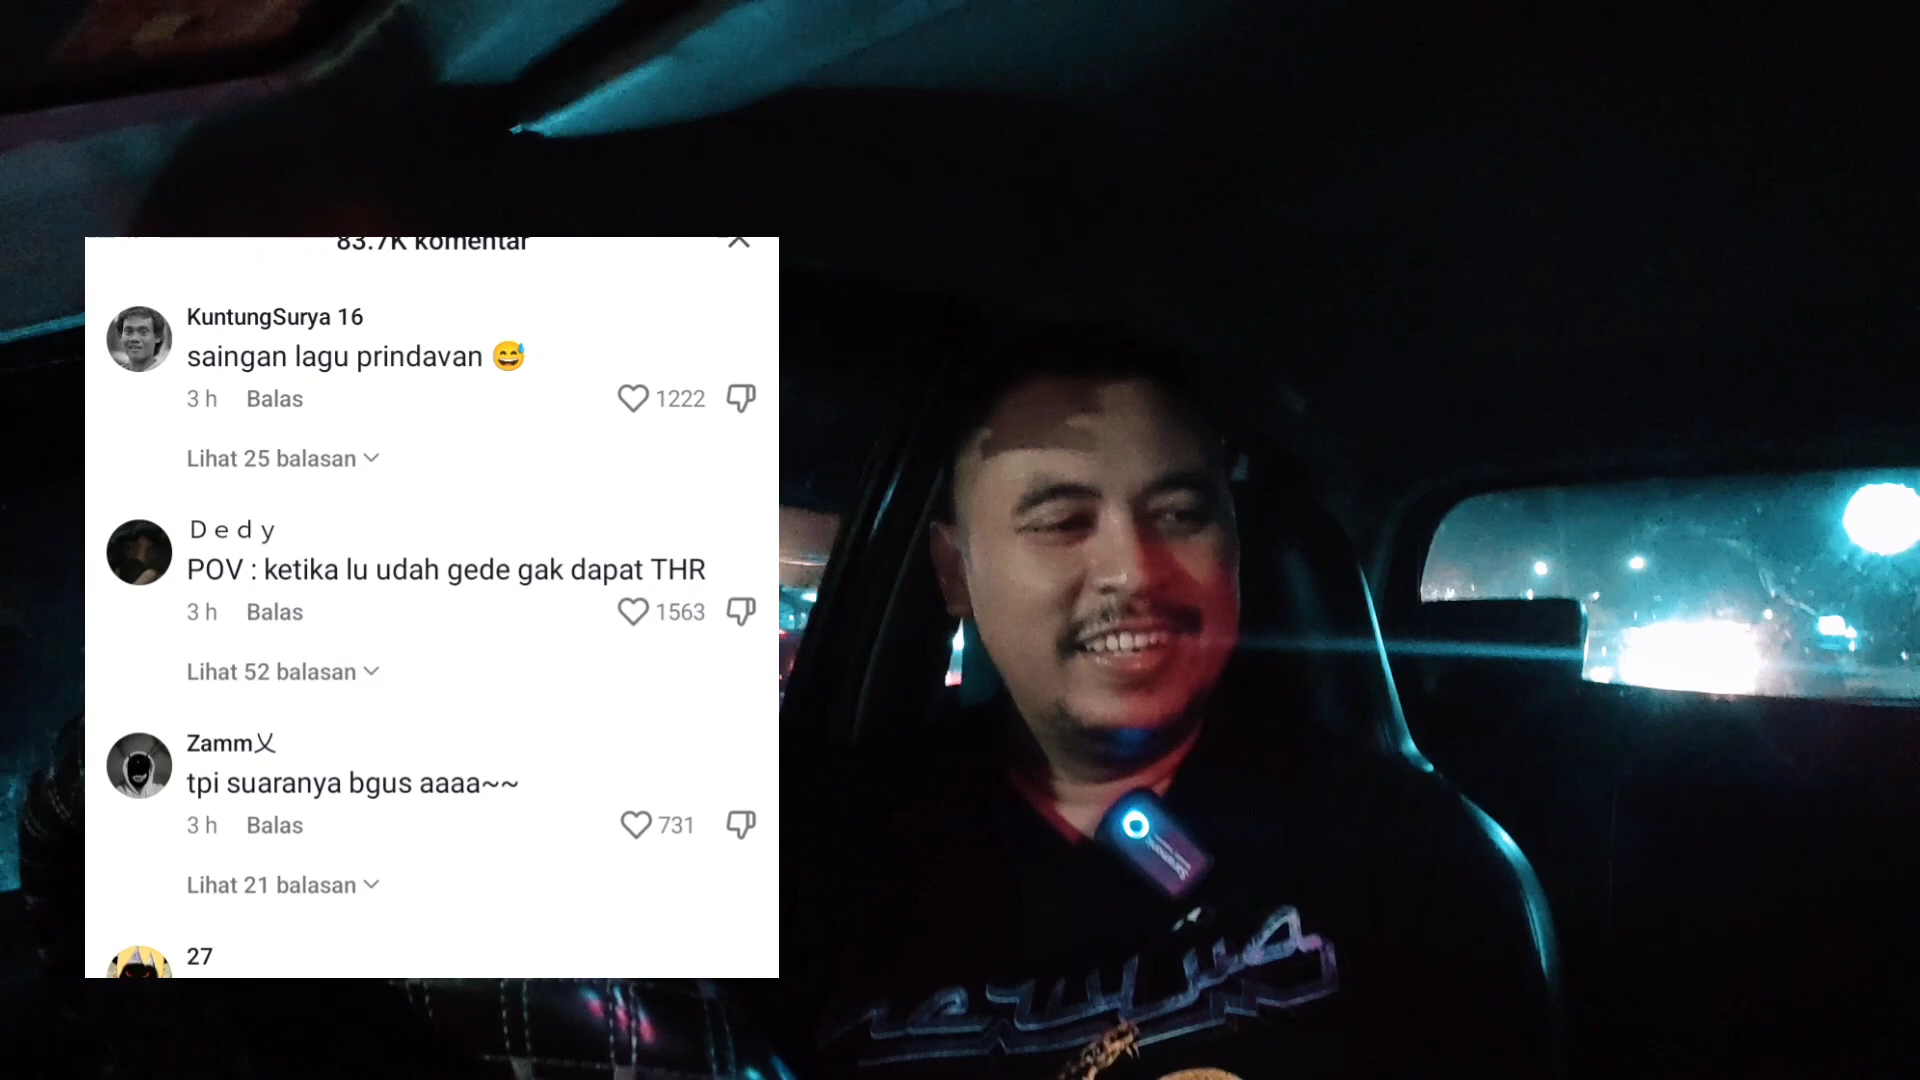 83.7K komentar
KuntungSurya 16
saingan lagu prindavan 😅
3 h Balas 1222
Lihat 25 balasan
D e d y
POV : ketika lu udah gede gak dapat THR
3 h Balas 1563
Lihat 52 balasan
Zamm乂
tpi suaranya bgus aaaa~~
3 h Balas 731
Lihat 21 balasan
27